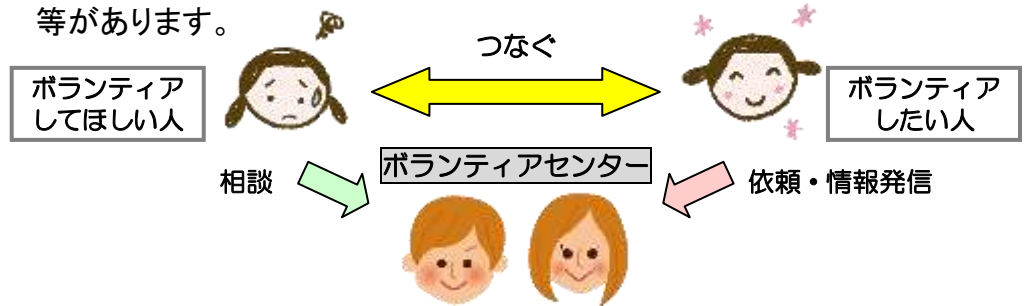 等があります。
つなぐ
ボランティア
してほしい人
ボランティア
したい人
ボランティアセンター
相談
依頼・情報発信